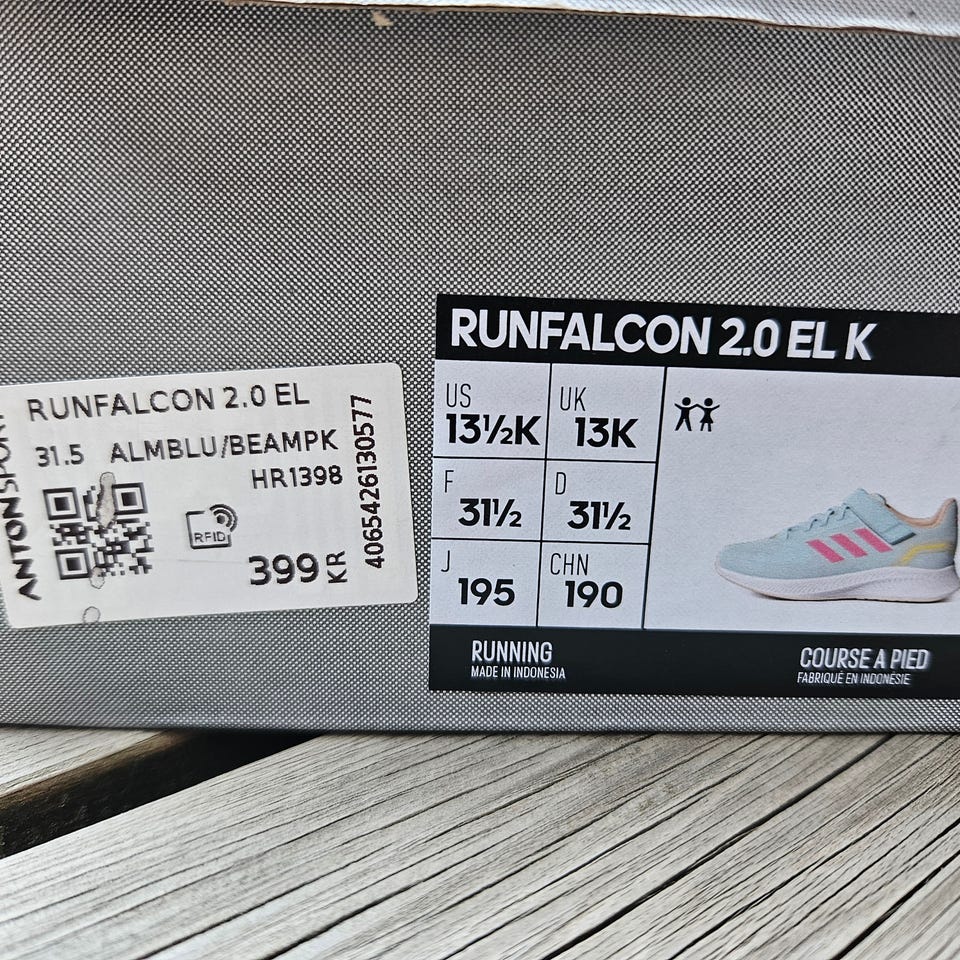 ANTON SPORT
RUNFALCON 2.0 EL
31.5 ALMBLU/BEAMPK
HR1398
RFID
399 KR
4065426130577
RUNFALCON 2.0 EL K
US 13½K
UK 13K
F 31½
D 31½
J 195
CHN 190
RUNNING
MADE IN INDONESIA
COURSE A PIED
FABRIQUÉ EN INDONÉSIE